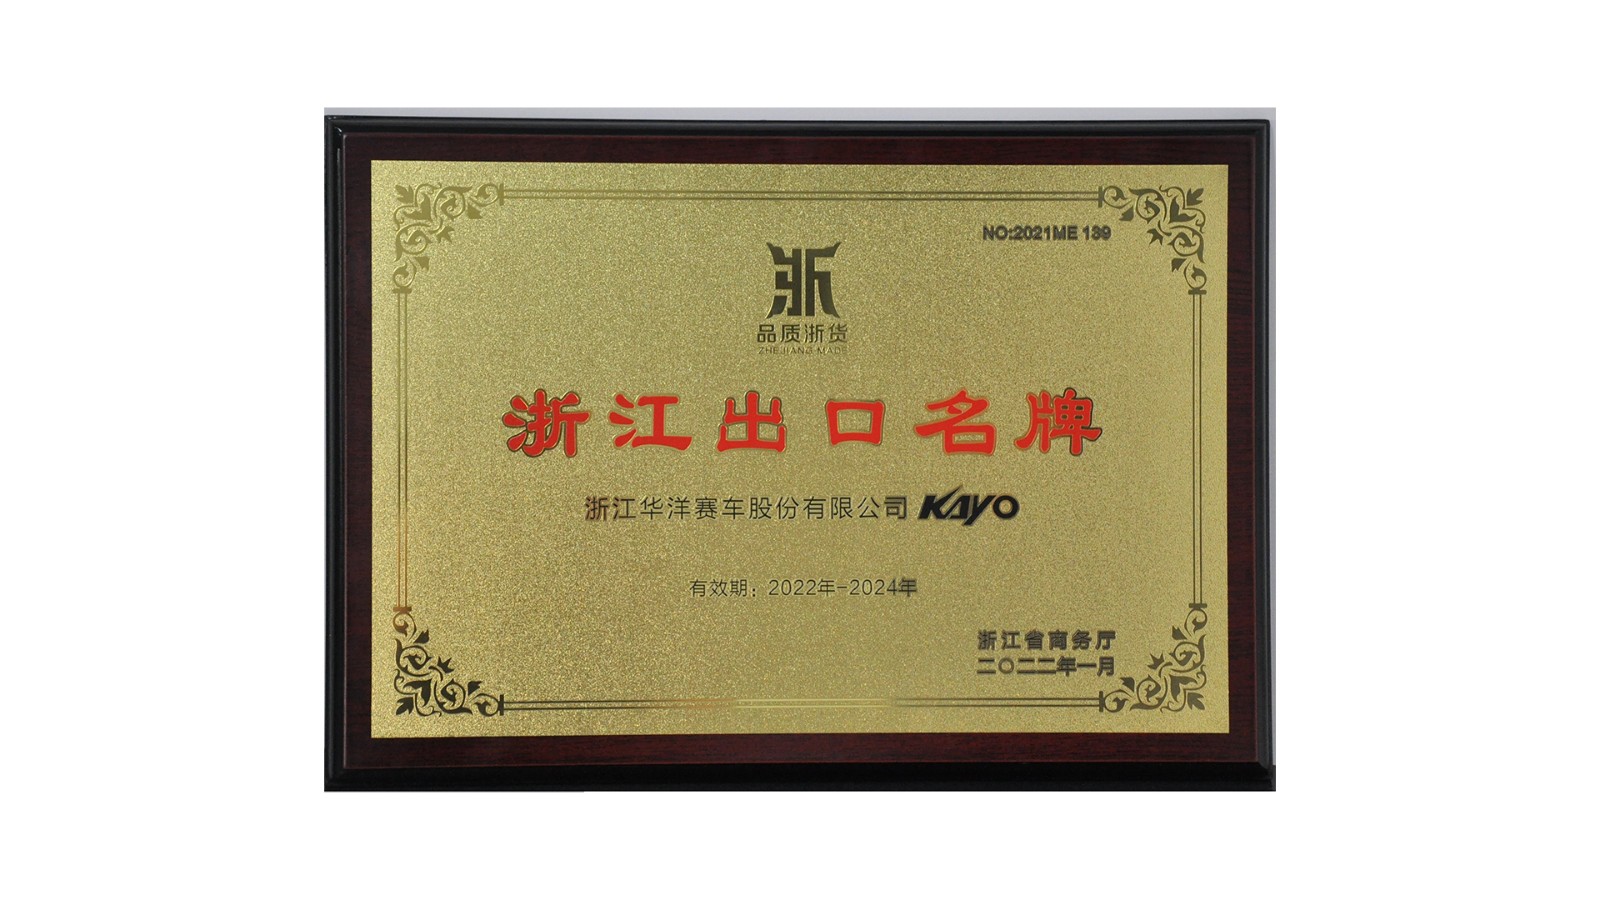 NO:2021ME 139
浙
品质浙货
ZHEJIANG MADE
浙江出口名牌
浙江华洋赛车股份有限公司 KAYO
有效期：2022年-2024年
浙江省商务厅
二〇二二年一月